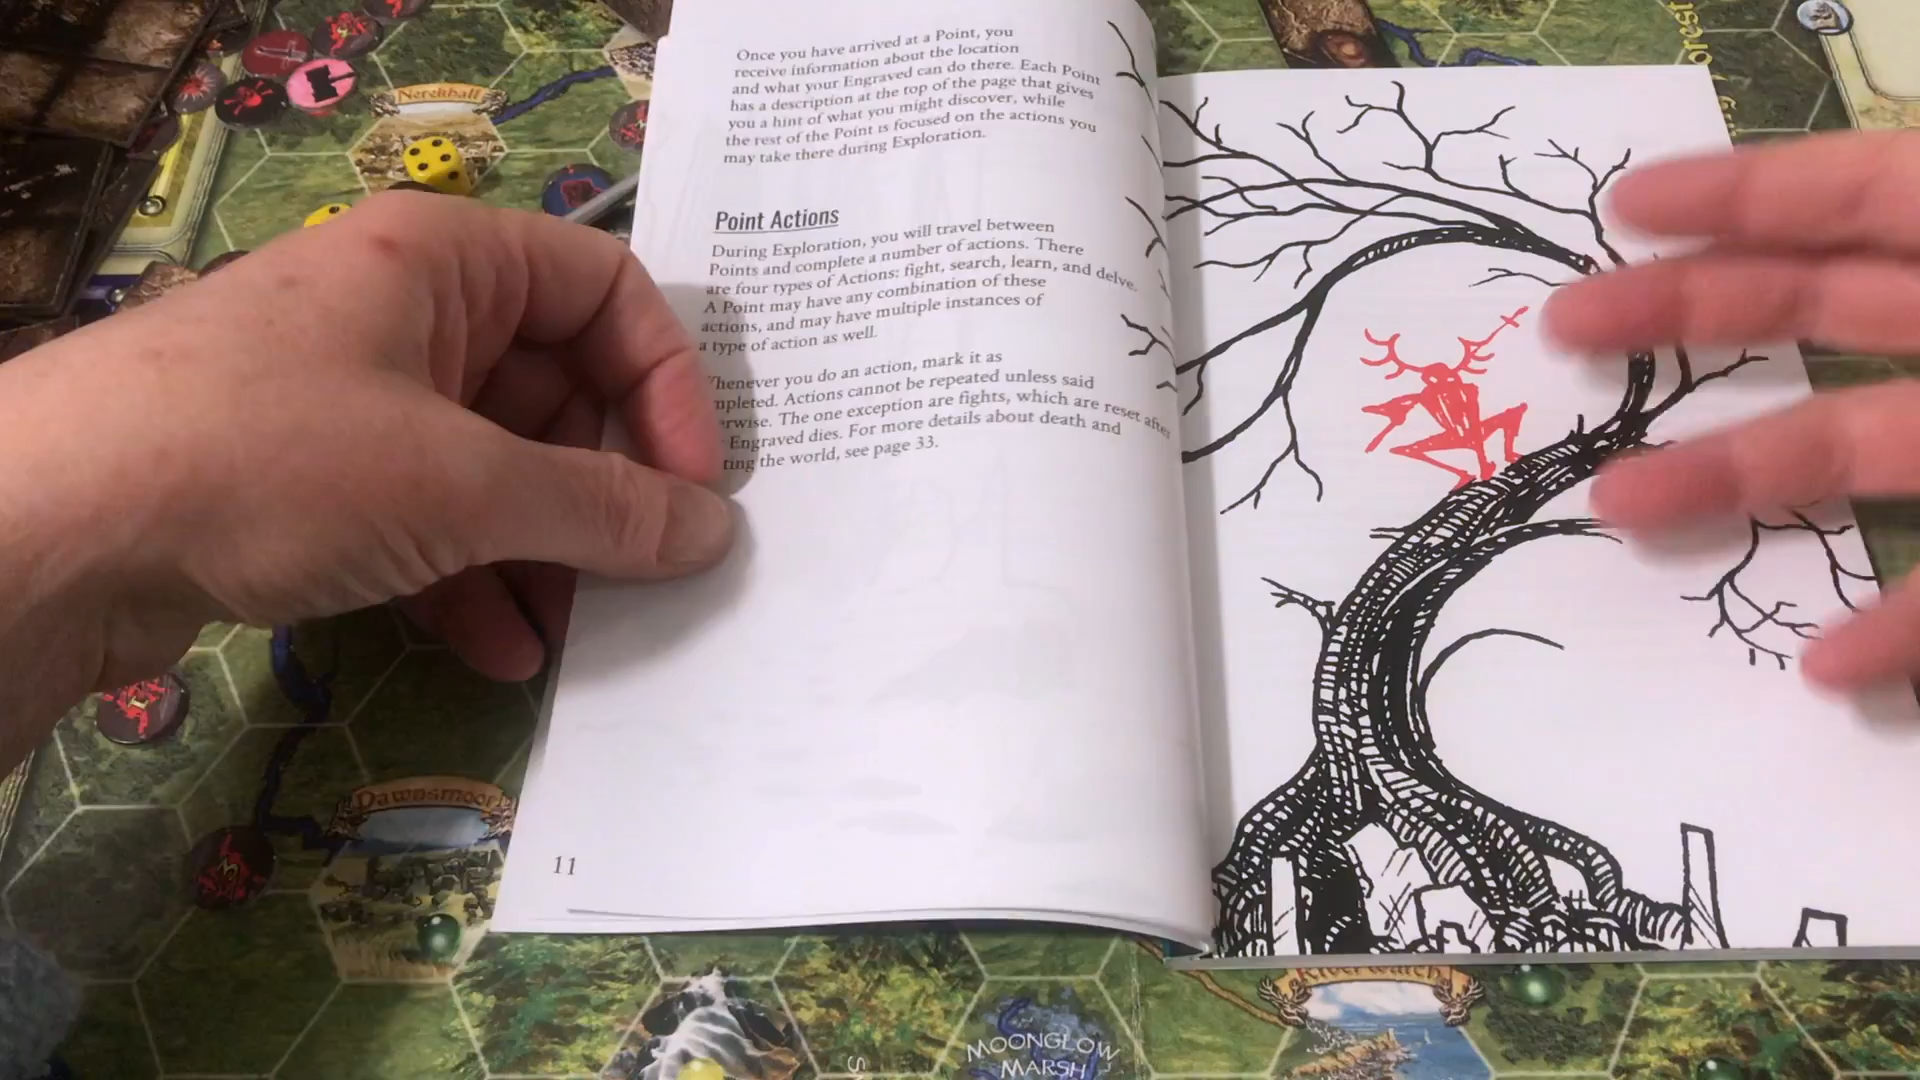 Nerekhall
Forest
Once you have arrived at a Point, you
receive information about the location
and what your Engraved can do there. Each Point
has a description at the top of the page that gives
you a hint of what you might discover, while
the rest of the Point is focused on the actions you
may take there during Exploration.
Point Actions
During Exploration, you will travel between
Points and complete a number of actions. There
are four types of Actions: fight, search, learn, and delve.
A Point may have any combination of these
actions, and may have multiple instances of
a type of action as well.
henever you do an action, mark it as
mpleted. Actions cannot be repeated unless said
erwise. The one exception are fights, which are reset after
Engraved dies. For more details about death and
ting the world, see page 33.
11
Dawnsmoor
Riverwatch
MOONGLOW
MARSH